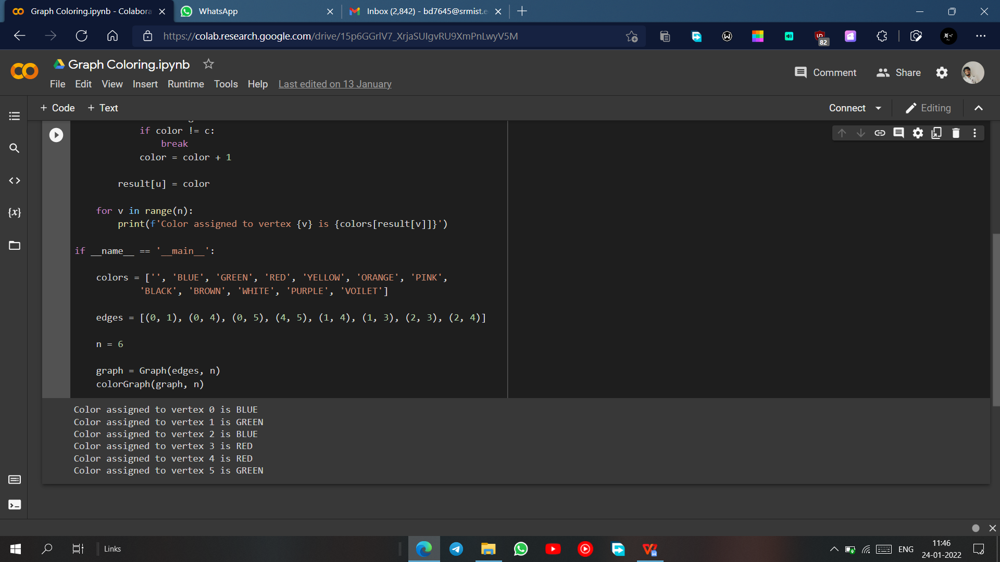 Graph Coloring.ipynb - Colabora
WhatsApp
Inbox (2,842) - bd7645@srmist.e
https://colab.research.google.com/drive/15p6GGrlV7_XrjaSUIgvRU9XmPnLwyV5M
82
Graph Coloring.ipynb
File Edit View Insert Runtime Tools Help Last edited on 13 January
Comment Share
+ Code + Text
Connect Editing
if color != c:
break
color = color + 1
result[u] = color
for v in range(n):
print(f'Color assigned to vertex {v} is {colors[result[v]]}')
if __name__ == '__main__':
colors = ['', 'BLUE', 'GREEN', 'RED', 'YELLOW', 'ORANGE', 'PINK',
'BLACK', 'BROWN', 'WHITE', 'PURPLE', 'VOILET']
edges = [(0, 1), (0, 4), (0, 5), (4, 5), (1, 4), (1, 3), (2, 3), (2, 4)]
n = 6
graph = Graph(edges, n)
colorGraph(graph, n)
Color assigned to vertex 0 is BLUE
Color assigned to vertex 1 is GREEN
Color assigned to vertex 2 is BLUE
Color assigned to vertex 3 is RED
Color assigned to vertex 4 is RED
Color assigned to vertex 5 is GREEN
Links
ENG
11:46
24-01-2022